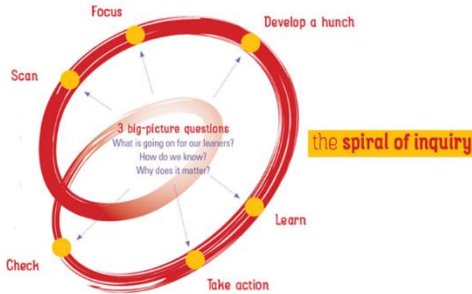 Focus
Develop a hunch
Scan
3 big-picture questions
What is going on for our leaners?
How do we know?
Why does it matter?
the spiral of inquiry
Learn
Check
Take action